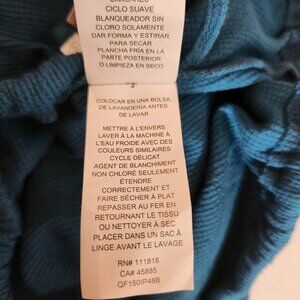 SIMILARES
CICLO SUAVE
BLANQUEADOR SIN
CLORO SOLAMENTE
DAR FORMA Y ESTIRAR
PARA SECAR
PLANCHA FRÍA EN LA
PARTE POSTERIOR
O LIMPIEZA EN SECO
2
COLOCAR EN UNA BOLSA
DE LAVANDERÍA ANTES
DE LAVAR
METTRE À L'ENVERS
LAVER À LA MACHINE À
L'EAU FROIDE AVEC DES
COULEURS SIMILAIRES
CYCLE DÉLICAT
AGENT DE BLANCHIMENT
NON CHLORÉ SEULEMENT
ÉTENDRE
CORRECTEMENT ET
FAIRE SÉCHER À PLAT
REPASSER AU FER EN
RETOURNANT LE TISSU
OU NETTOYER À SEC
PLACER DANS UN SAC À
LINGE AVANT LE LAVAGE
RN# 111818
CA# 45885
QF150IP48B